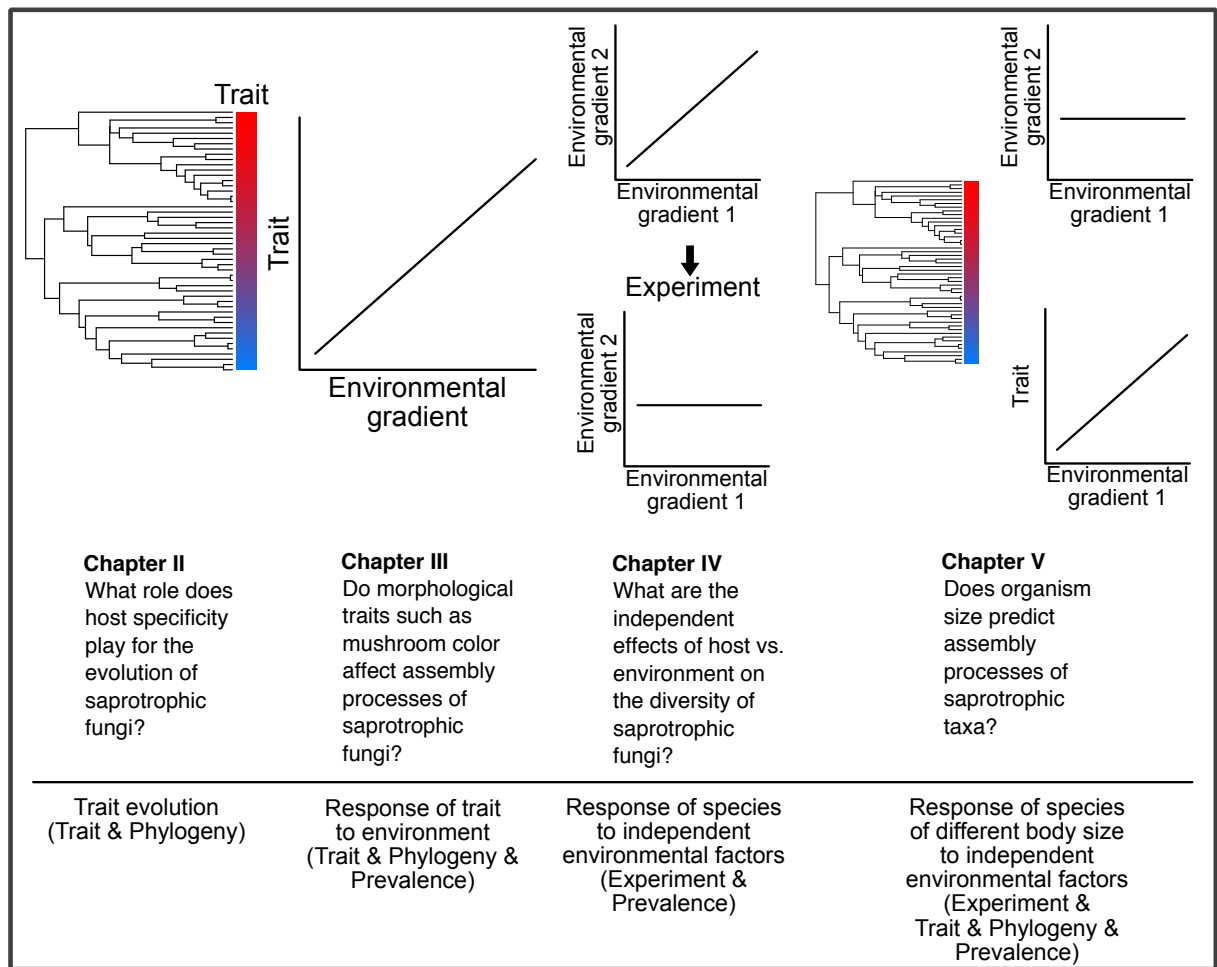 Trait
Trait
Environmental
gradient
Environmental
gradient 2
Environmental
gradient 1
Experiment
Environmental
gradient 2
Environmental
gradient 1
Environmental
gradient 2
Environmental
gradient 1
Trait
Environmental
gradient 1
Chapter II
What role does
host specificity
play for the
evolution of
saprotrophic
fungi?
Chapter III
Do morphological
traits such as
mushroom color
affect assembly
processes of
saprotrophic
fungi?
Chapter IV
What are the
independent
effects of host vs.
environment on
the diversity of
saprotrophic
fungi?
Chapter V
Does organism
size predict
assembly
processes of
saprotrophic
taxa?
Trait evolution
(Trait & Phylogeny)
Response of trait
to environment
(Trait & Phylogeny &
Prevalence)
Response of species
to independent
environmental factors
(Experiment &
Prevalence)
Response of species
of different body size
to independent
environmental factors
(Experiment &
Trait & Phylogeny &
Prevalence)